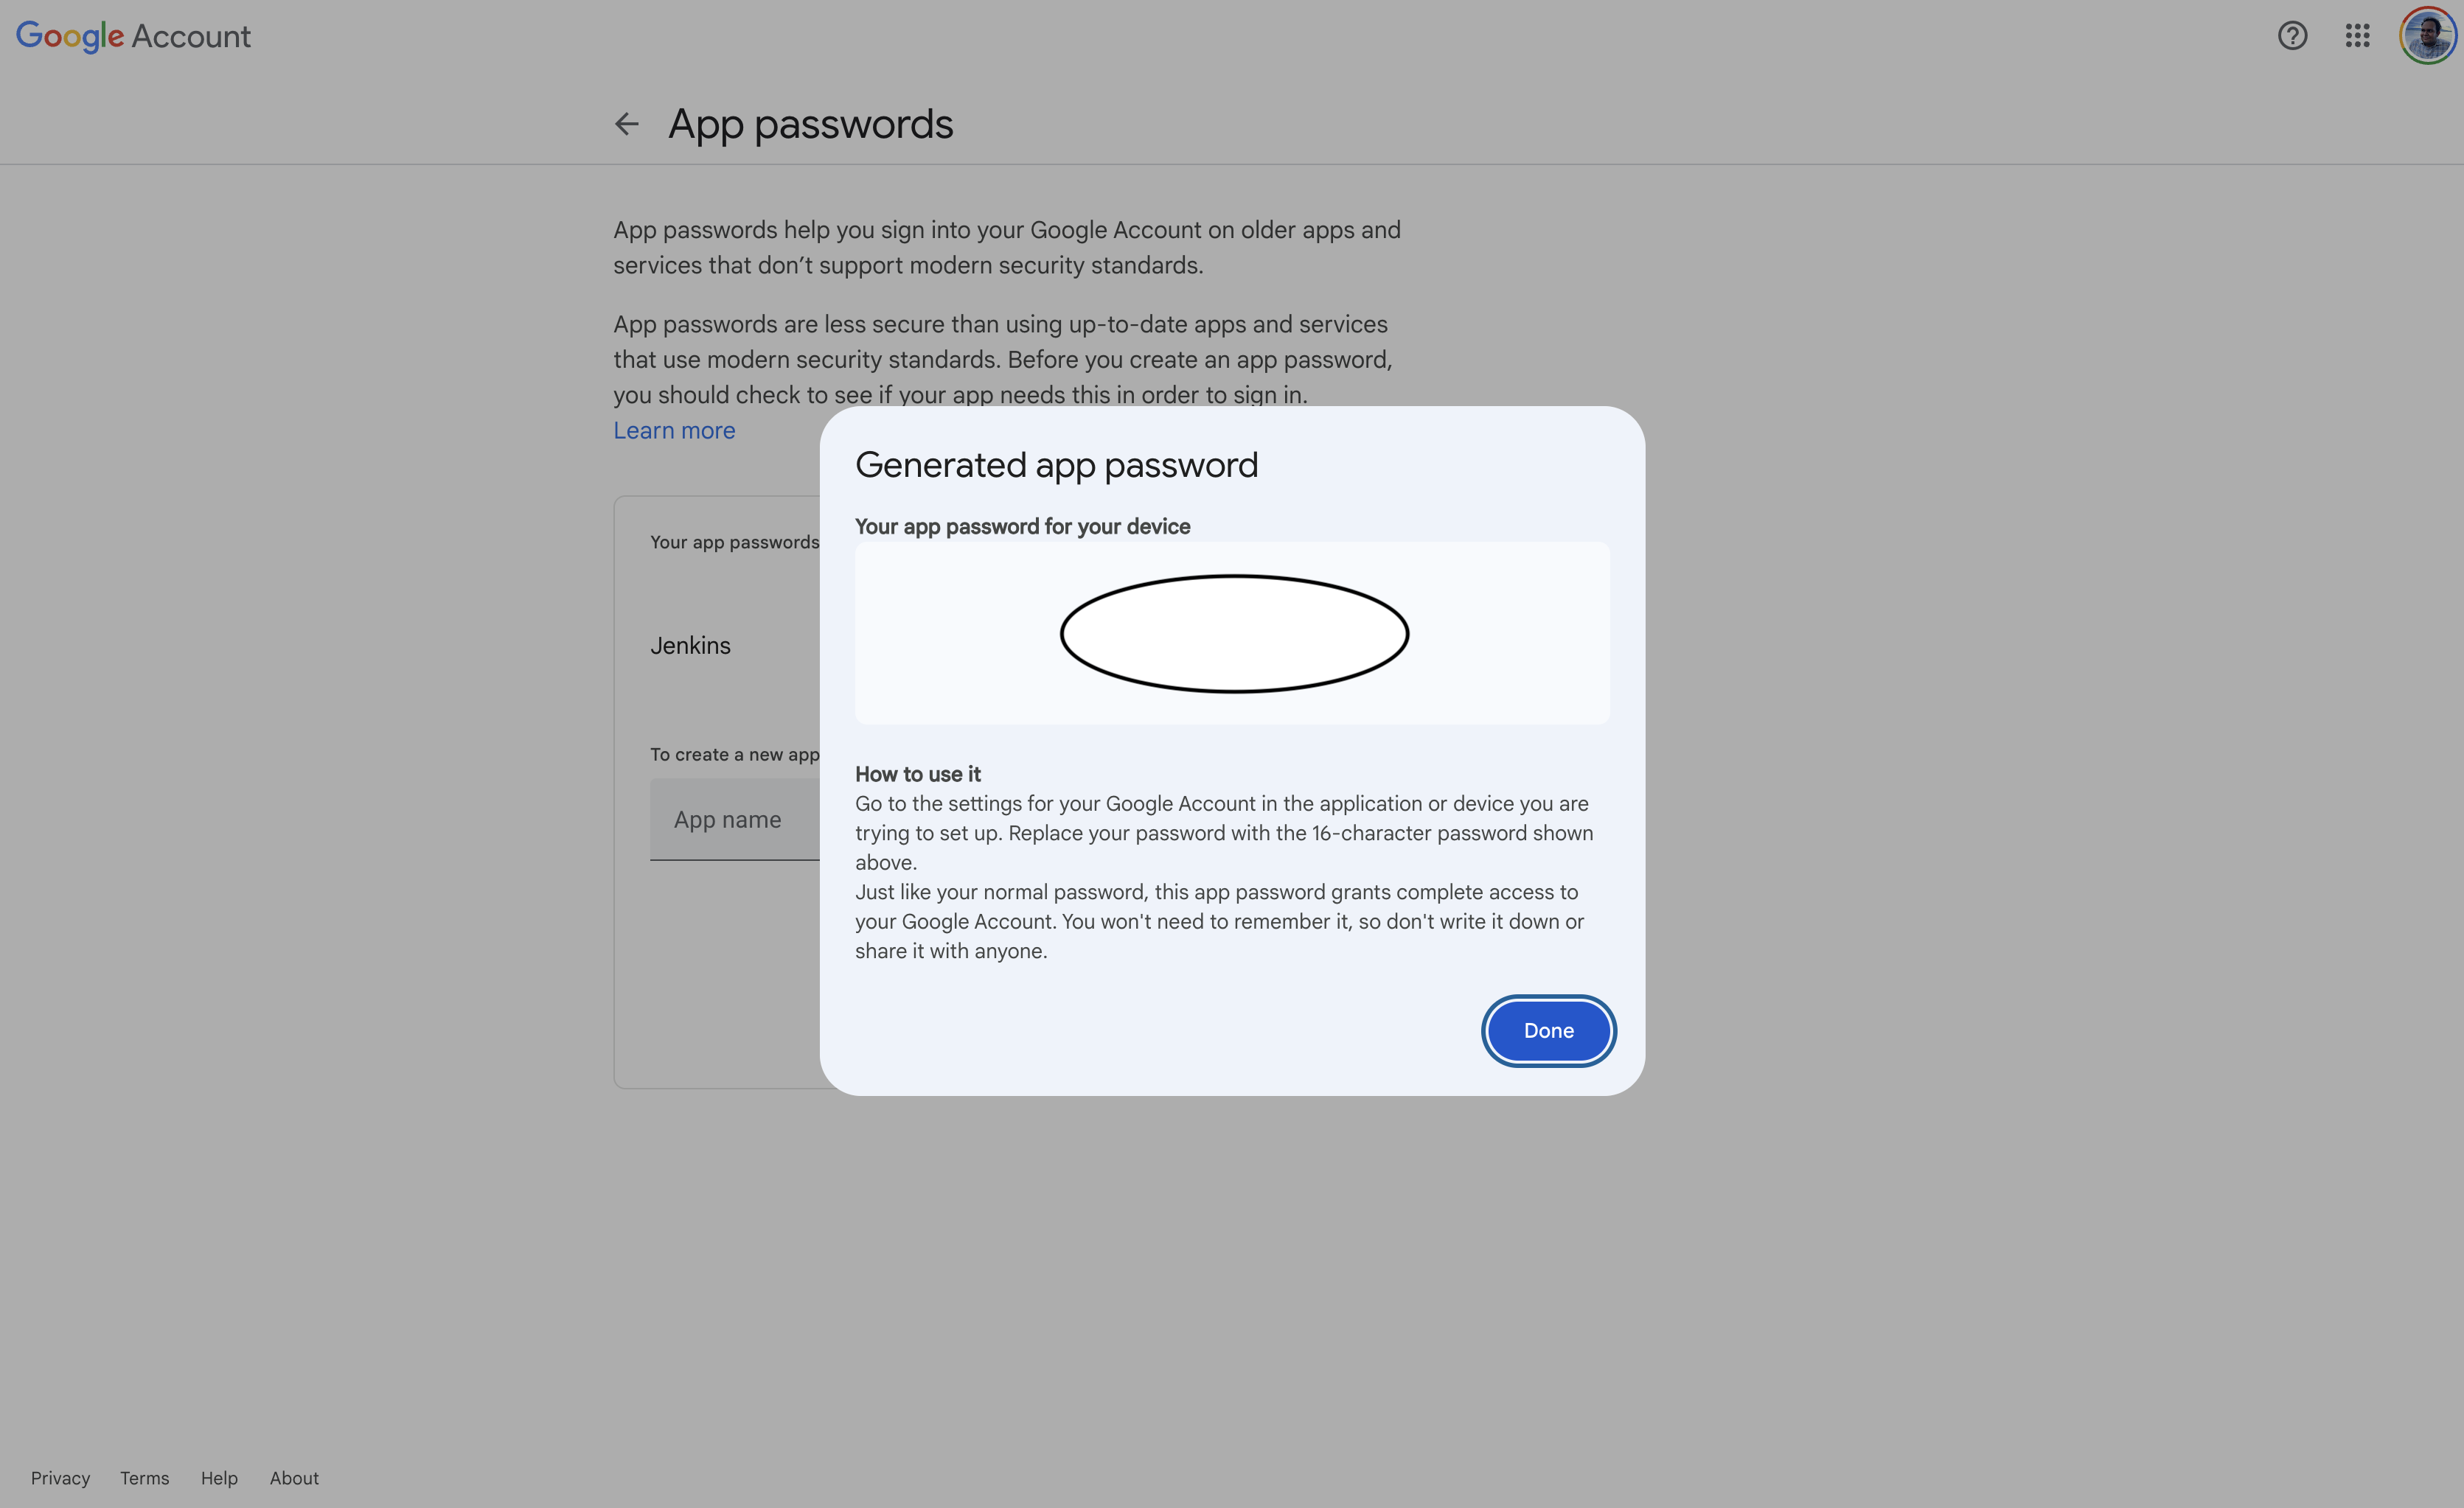 Google Account
App passwords
App passwords help you sign into your Google Account on older apps and
services that don’t support modern security standards.
App passwords are less secure than using up-to-date apps and services
that use modern security standards. Before you create an app password,
you should check to see if your app needs this in order to sign in.
Learn more
Your app passwords
Jenkins
To create a new app
App name
Generated app password
Your app password for your device
How to use it
Go to the settings for your Google Account in the application or device you are
trying to set up. Replace your password with the 16-character password shown
above.
Just like your normal password, this app password grants complete access to
your Google Account. You won't need to remember it, so don't write it down or
share it with anyone.
Done
Privacy Terms Help About